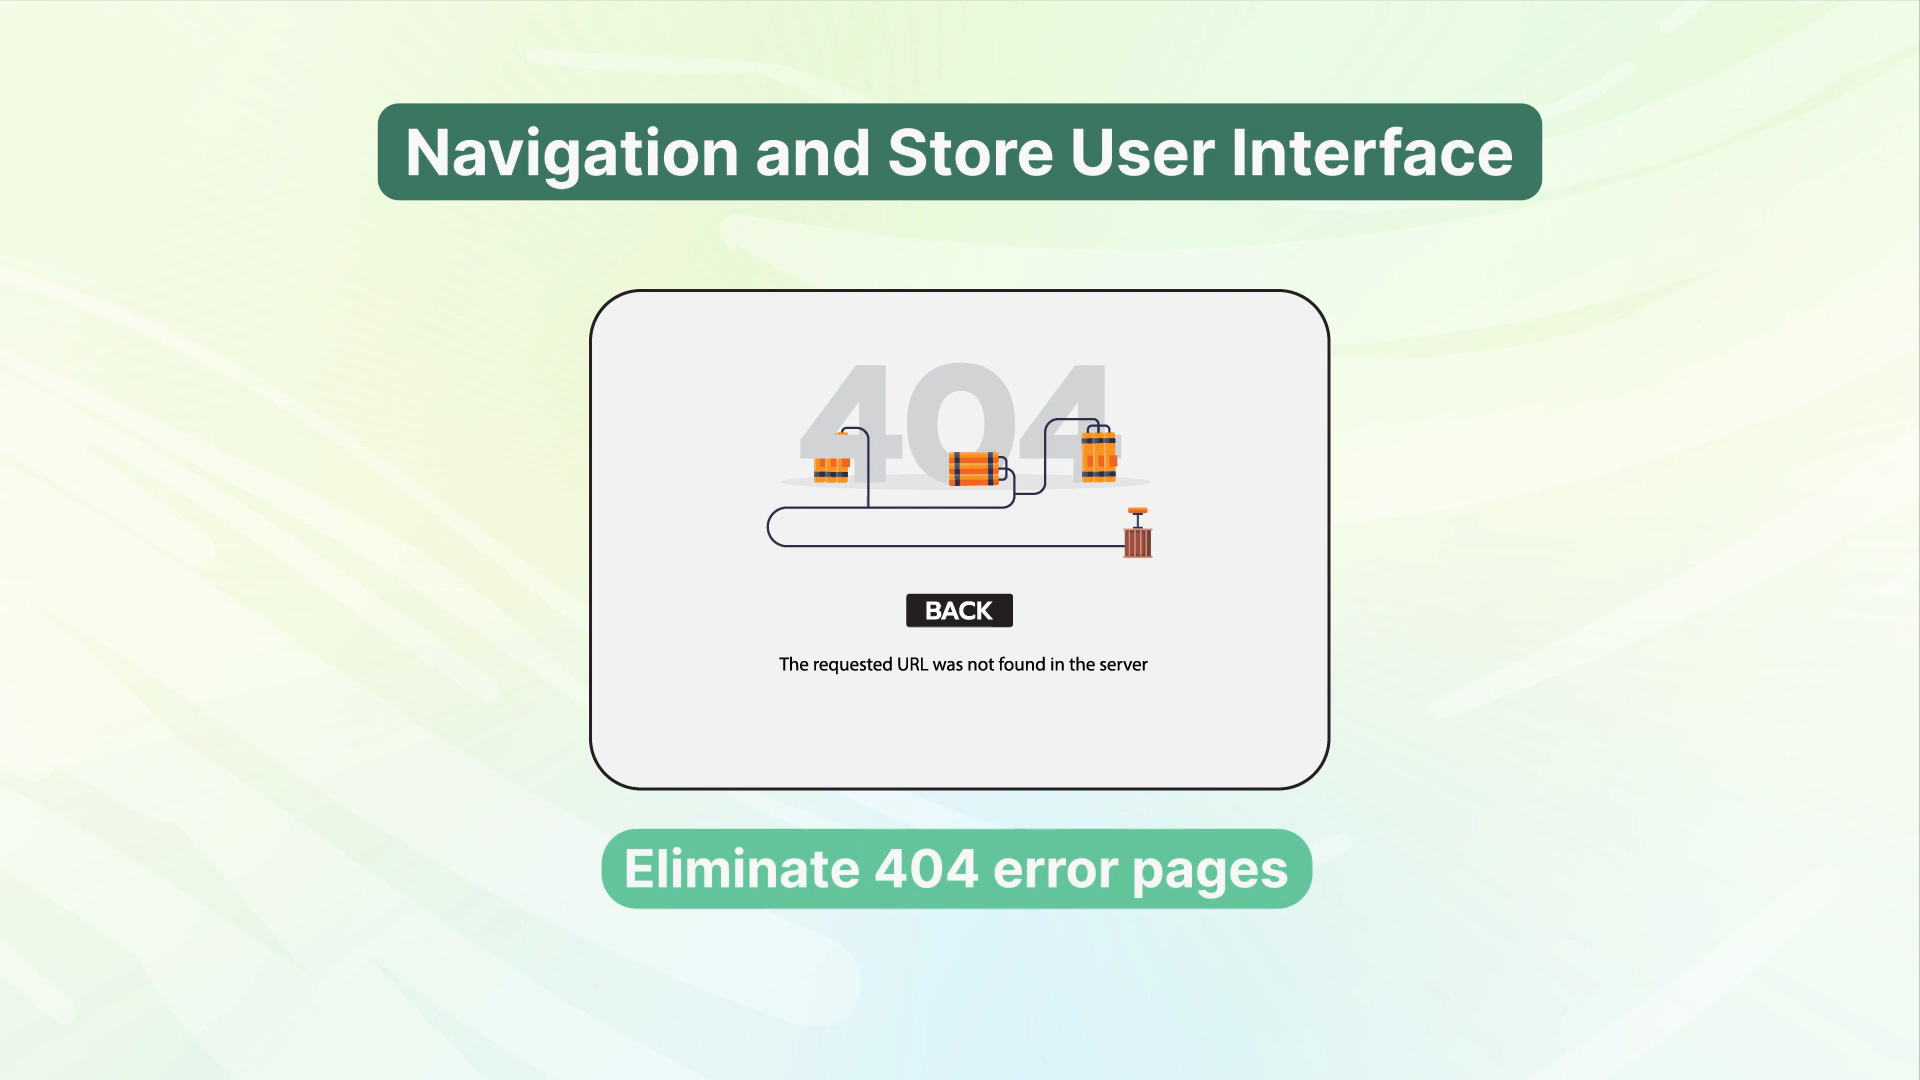 Navigation and Store User Interface
404
BACK
The requested URL was not found in the server
Eliminate 404 error pages